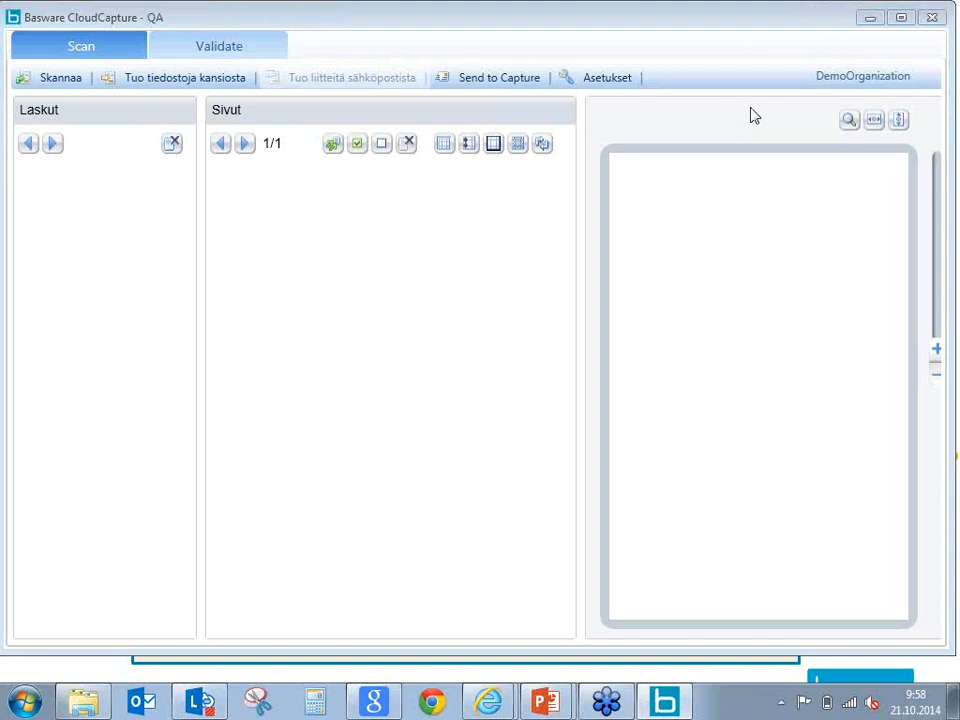 Basware CloudCapture - QA
Scan
Validate
Skannaa
Tuo tiedostoja kansiosta
Tuo liitteitä sähköpostista
Send to Capture
Asetukset
DemoOrganization
Laskut
Sivut
1/1
9:58
21.10.2014